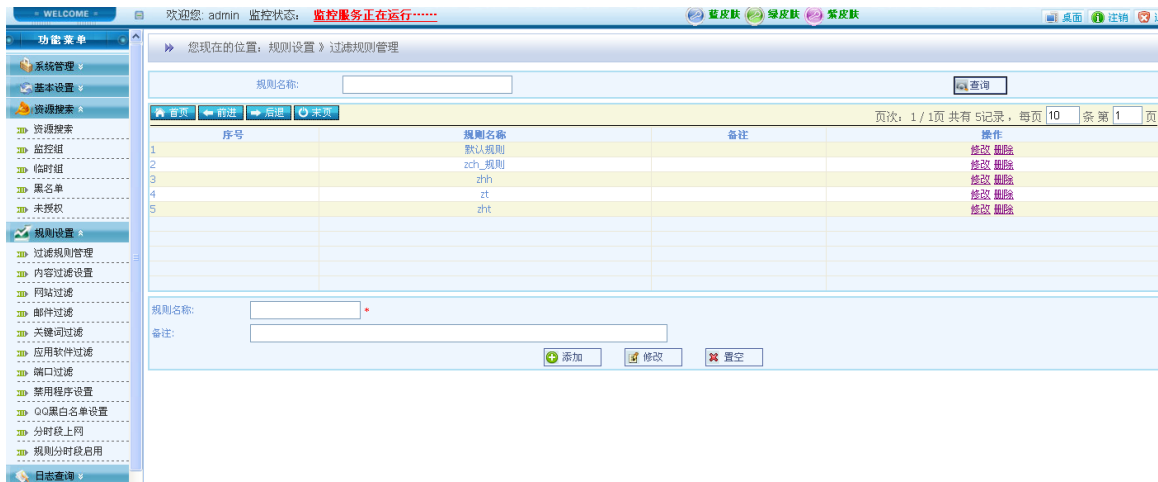 WELCOME
欢迎您: admin 监控状态: 监控服务正在运行……
蓝皮肤 绿皮肤 紫皮肤
桌面 注销
功能菜单
您现在的位置：规则设置 》过滤规则管理
系统管理
基本设置
资源搜索
资源搜索
监控组
临时组
黑名单
未授权
规则设置
过滤规则管理
内容过滤设置
网站过滤
邮件过滤
关键词过滤
应用软件过滤
端口过滤
禁用程序设置
QQ黑白名单设置
分时段上网
规则分时段启用
日志查询
规则名称: 查询
首页 前进 后退 末页 页次：1 / 1页 共有 5记录，每页 10 条 第 1 页
序号 规则名称 备注 操作
1 默认规则 修改 删除
2 zch_规则 修改 删除
3 zhh 修改 删除
4 zt 修改 删除
5 zht 修改 删除
规则名称: *
备注:
添加 修改 置空